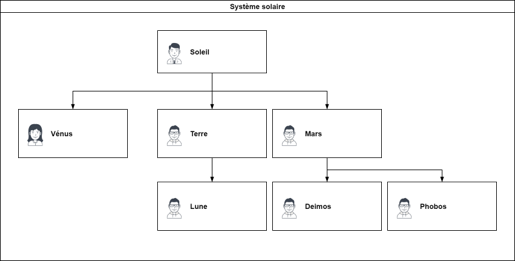 Système solaire
Soleil
Vénus
Terre
Mars
Lune
Deimos
Phobos